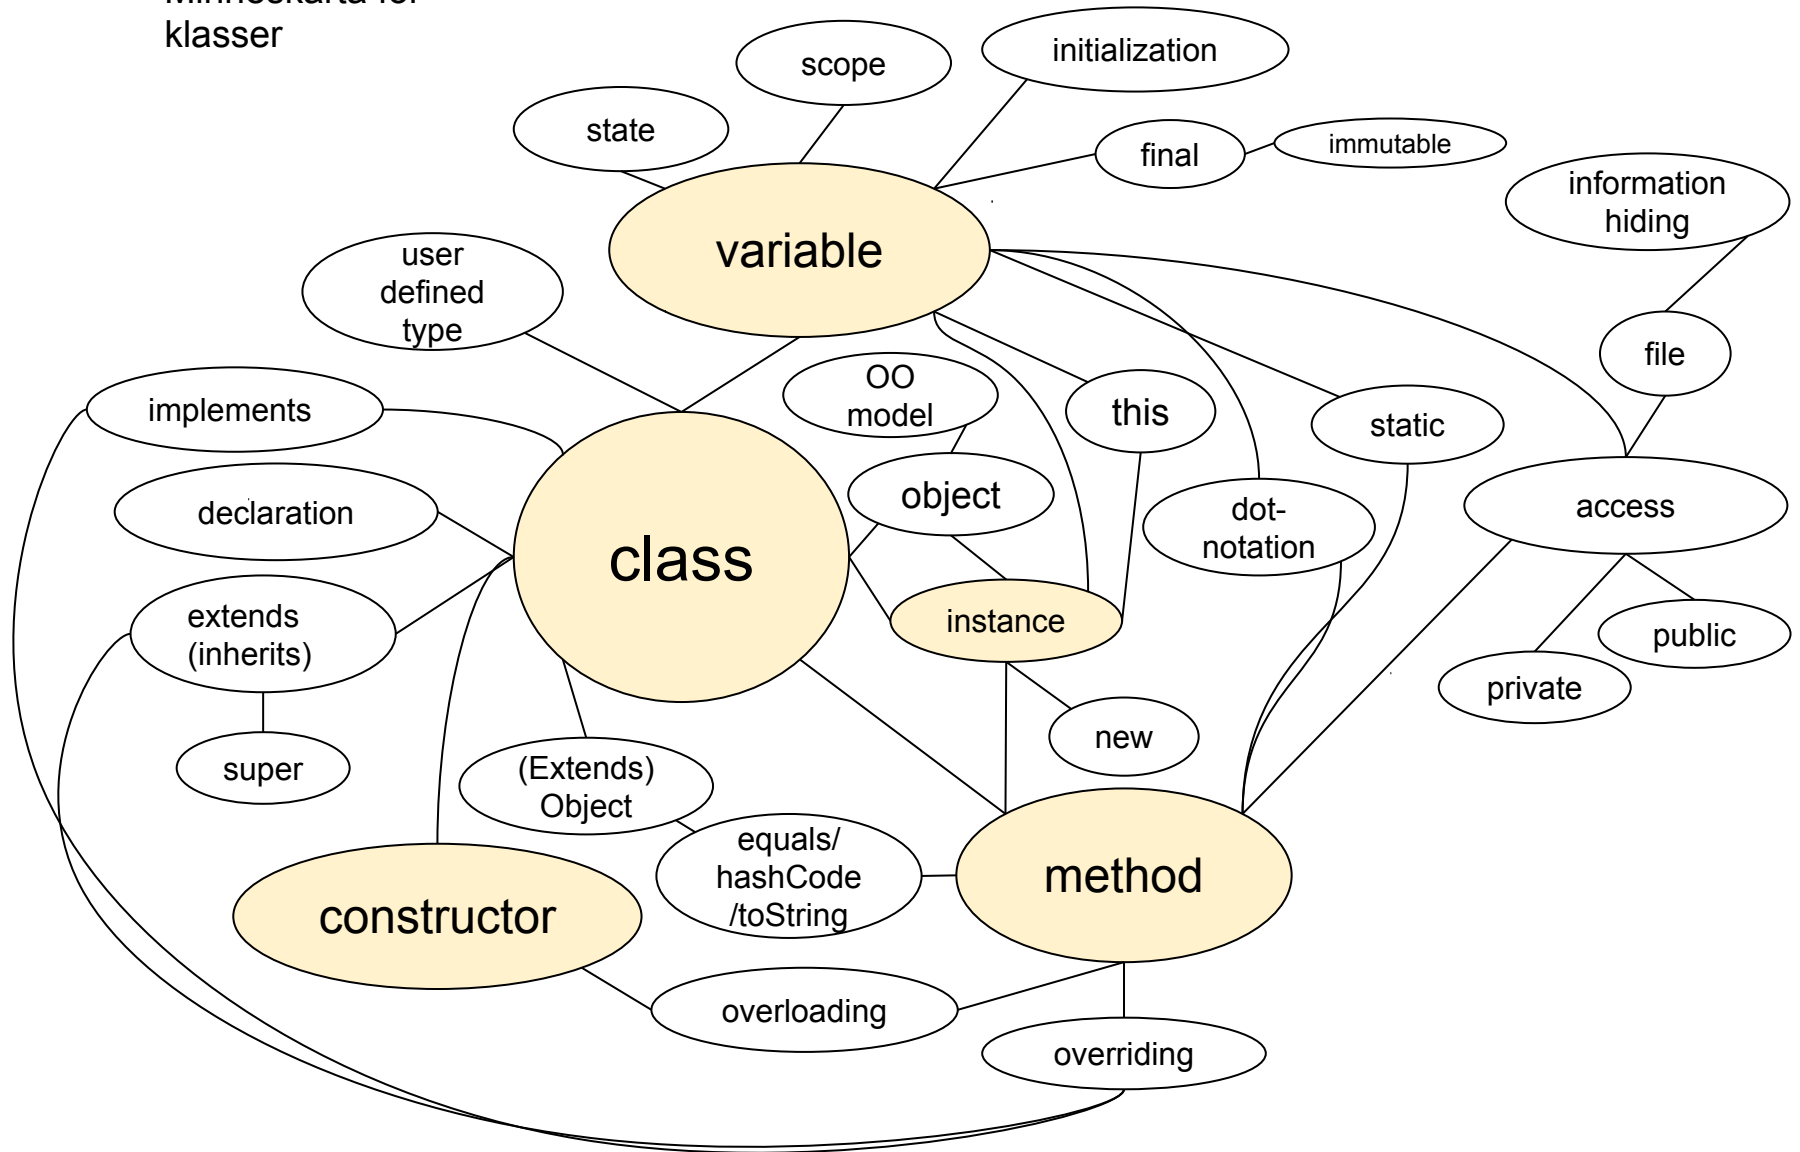 klasser
initialization
scope
state
final
immutable
information
hiding
variable
user
defined
type
file
OO
model
this
implements
static
object
declaration
access
dot-
notation
class
extends
(inherits)
instance
public
private
new
super
(Extends)
Object
equals/
hashCode
/toString
method
constructor
overloading
overriding